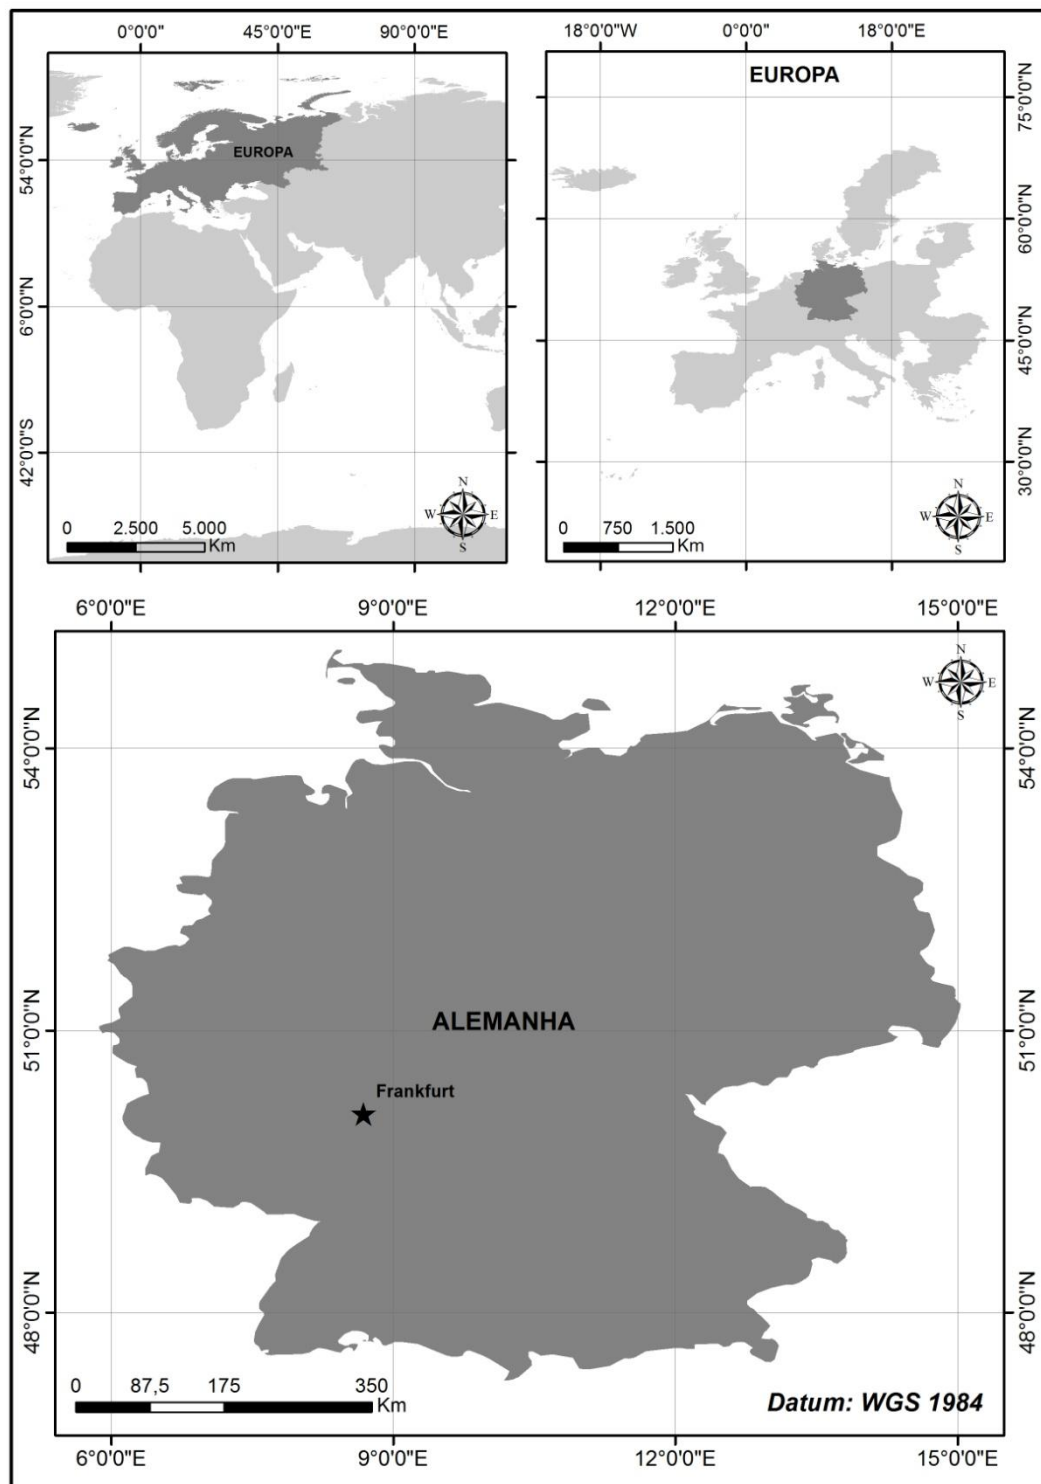 0°0'0" 45°0'0"E 90°0'0"E
EUROPA
54°0'0"N
6°0'0"N
42°0'0"S
N
W E
S
0 2.500 5.000
Km
18°0'0"W 0°0'0" 18°0'0"E
EUROPA
75°0'0"N
60°0'0"N
45°0'0"N
30°0'0"N
N
W E
S
0 750 1.500
Km
6°0'0"E 9°0'0"E 12°0'0"E 15°0'0"E
N
W E
S
54°0'0"N 54°0'0"N
ALEMANHA
51°0'0"N 51°0'0"N
Frankfurt
48°0'0"N 48°0'0"N
0 87,5 175 350
Km
Datum: WGS 1984
6°0'0"E 9°0'0"E 12°0'0"E 15°0'0"E